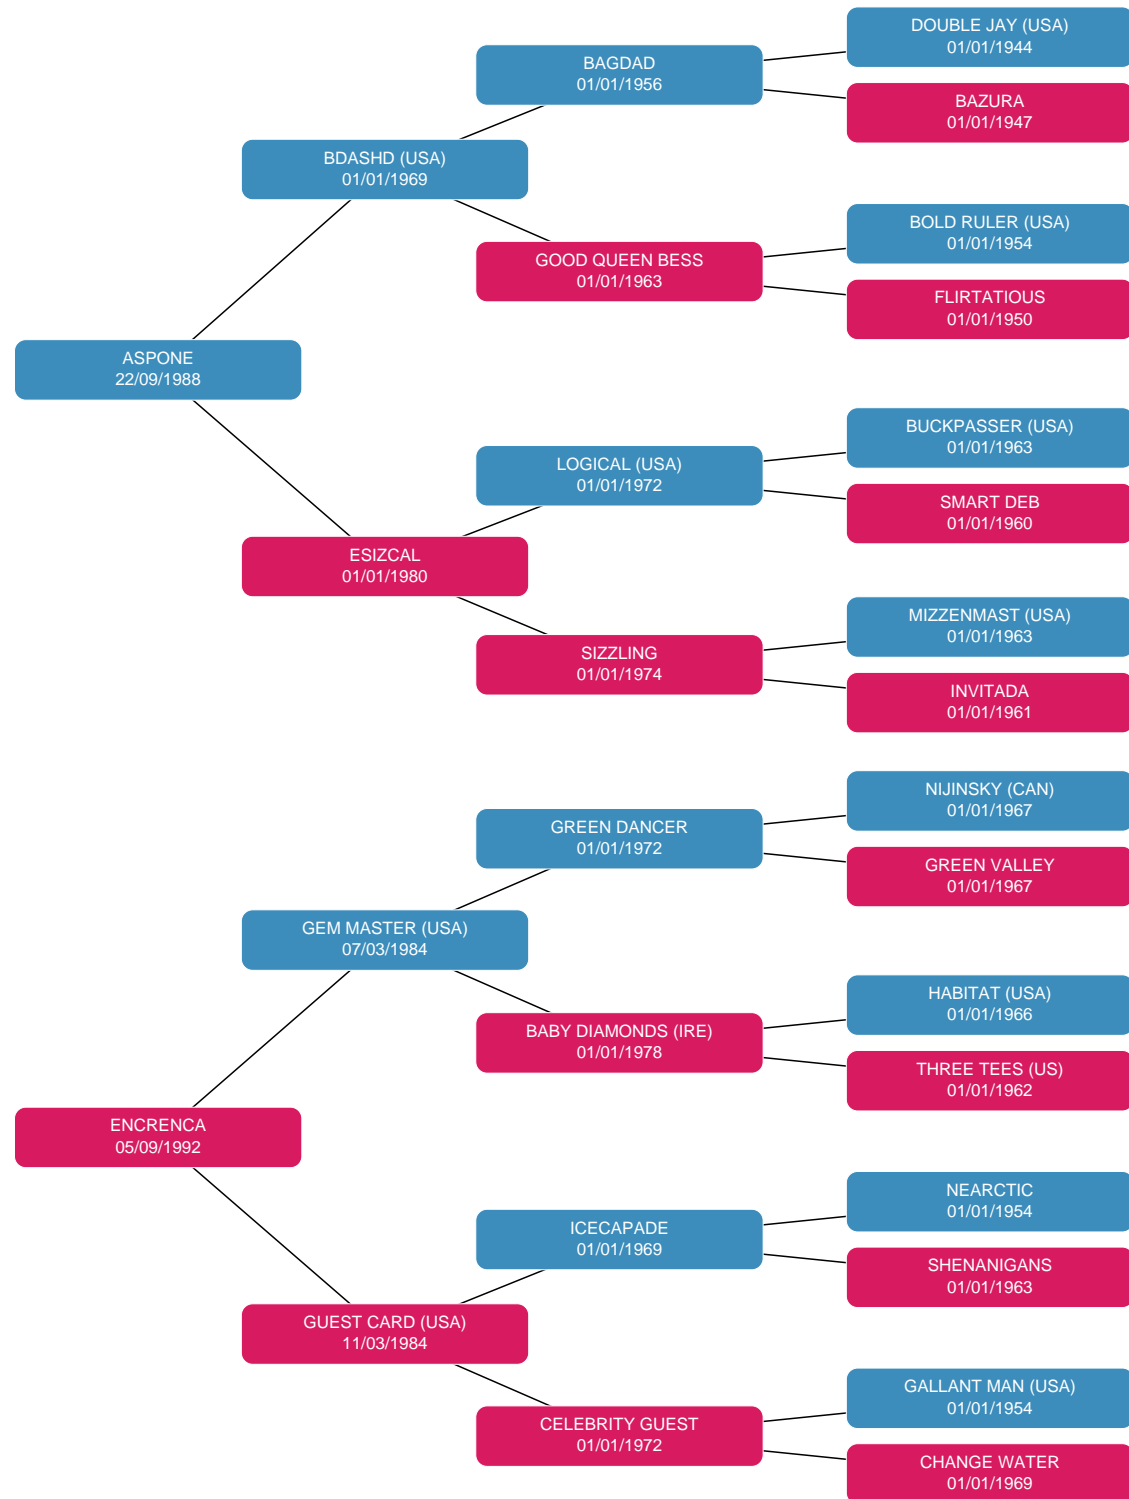 DOUBLE JAY (USA)
01/01/1944
BAGDAD
01/01/1956
BAZURA
01/01/1947
BDASHD (USA)
01/01/1969
BOLD RULER (USA)
01/01/1954
GOOD QUEEN BESS
01/01/1963
FLIRTATIOUS
01/01/1950
ASPONE
22/09/1988
BUCKPASSER (USA)
01/01/1963
LOGICAL (USA)
01/01/1972
SMART DEB
01/01/1960
ESIZCAL
01/01/1980
MIZZENMAST (USA)
01/01/1963
SIZZLING
01/01/1974
INVITADA
01/01/1961
NIJINSKY (CAN)
01/01/1967
GREEN DANCER
01/01/1972
GREEN VALLEY
01/01/1967
GEM MASTER (USA)
07/03/1984
HABITAT (USA)
01/01/1966
BABY DIAMONDS (IRE)
01/01/1978
THREE TEES (US)
01/01/1962
ENCRENCA
05/09/1992
NEARCTIC
01/01/1954
ICECAPADE
01/01/1969
SHENANIGANS
01/01/1963
GUEST CARD (USA)
11/03/1984
GALLANT MAN (USA)
01/01/1954
CELEBRITY GUEST
01/01/1972
CHANGE WATER
01/01/1969